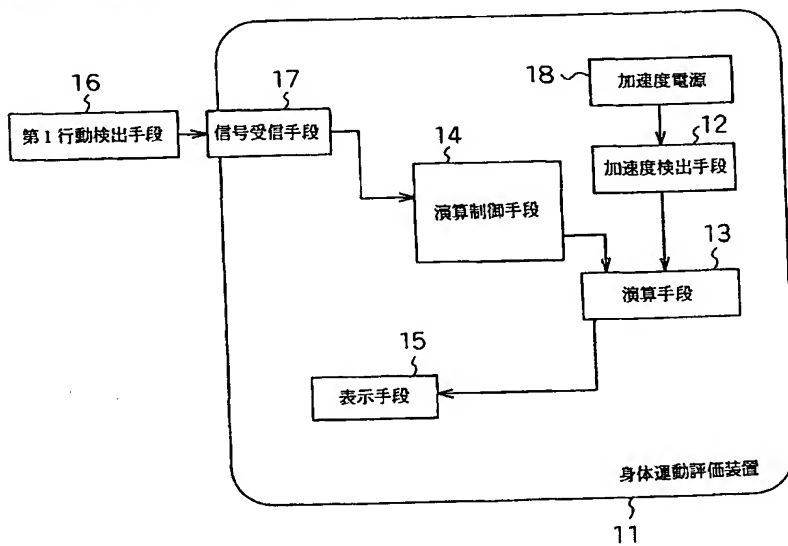 16
第1行動検出手段
17
信号受信手段
18
加速度電源
12
加速度検出手段
14
演算制御手段
13
演算手段
15
表示手段
身体運動評価装置
11